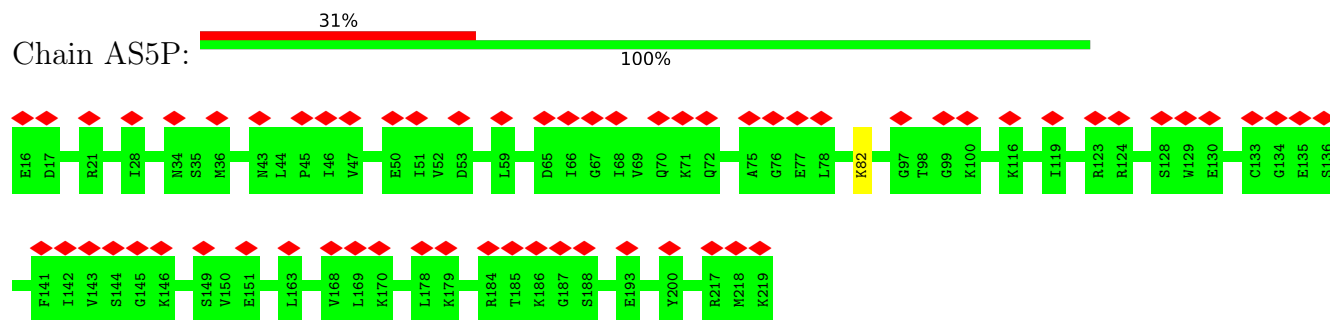 31%
Chain AS5P:
100%
E16 D17 R21 I28 N34 S35 M36 N43 L44 P45 I46 V47 E50 I51 V52 D53 L59 D65 I66 G67 I68 V69 Q70 K71 Q72 A75 G76 E77 L78 K82 G97 T98 G99 K100 K116 I119 R123 R124 S128 W129 E130 C133 G134 E135 S136
F141 I142 V143 S144 G145 K146 S149 V150 E151 L163 V168 L169 K170 L178 K179 R184 T185 K186 G187 S188 E193 Y200 R217 M218 K219